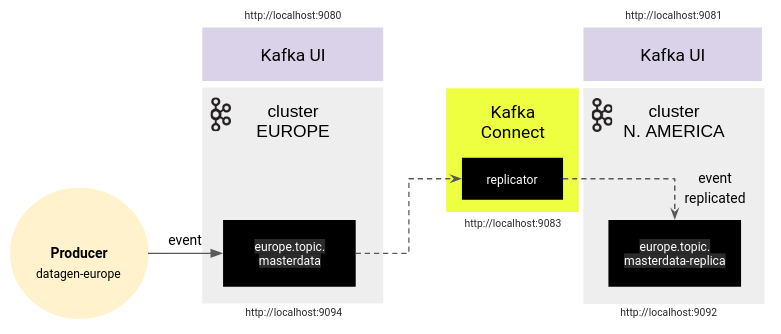 http://localhost:9080
http://localhost:9081
Kafka UI
Kafka UI
cluster
EUROPE
Kafka
Connect
cluster
N. AMERICA
replicator
event
replicated
http://localhost:9083
Producer
datagen-europe
event
europe.topic.
masterdata
europe.topic.
masterdata-replica
http://localhost:9094
http://localhost:9092